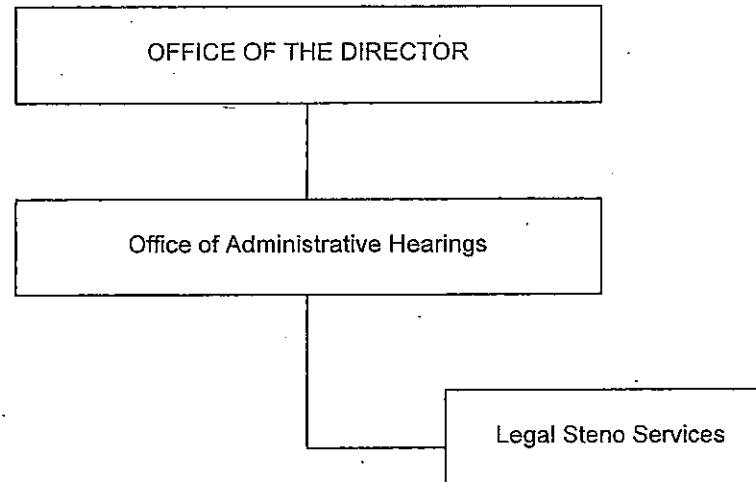 OFFICE OF THE DIRECTOR
Office of Administrative Hearings
Legal Steno Services